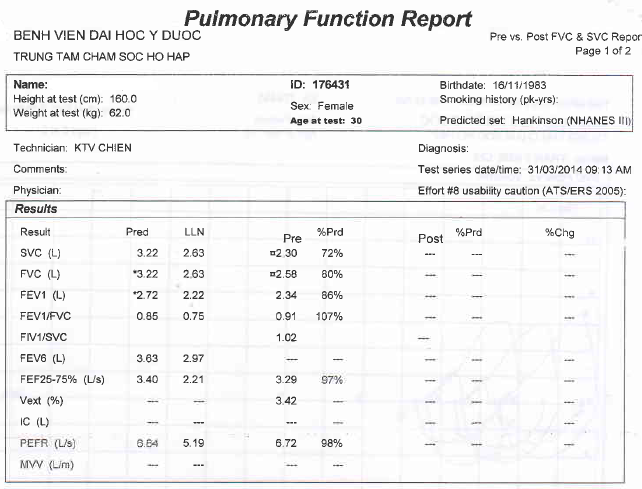 Pulmonary Function Report
BENH VIEN DAI HOC Y DUOC
Pre vs. Post FVC & SVC Repor
TRUNG TAM CHAM SOC HO HAP
Page 1 of 2
Name: ID: 176431 Birthdate: 16/11/1983
Height at test (cm): 160.0 Sex: Female Smoking history (pk-yrs):
Weight at test (kg): 62.0 Age at test: 30 Predicted set: Hankinson (NHANES III)
Technician: KTV CHIEN Diagnosis:
Comments: Test series date/time: 31/03/2014 09:13 AM
Physician: Effort #8 usability caution (ATS/ERS 2005):
Results
Result Pred LLN Pre %Prd Post %Prd %Chg
SVC (L) 3.22 2.63 ¤2.30 72% --- --- ---
FVC (L) *3.22 2.63 ¤2.58 80% --- --- ---
FEV1 (L) *2.72 2.22 2.34 86% --- --- ---
FEV1/FVC 0.85 0.75 0.91 107% --- --- ---
FIV1/SVC 1.02 ---
FEV6 (L) 3.63 2.97 --- --- --- --- ---
FEF25-75% (L/s) 3.40 2.21 3.29 97% --- --- ---
Vext (%) --- --- 3.42 --- --- --- ---
IC (L) --- --- --- --- --- --- ---
PEFR (L/s) 6.84 5.19 6.72 98% --- --- ---
MVV (L/m) --- --- --- --- --- --- ---